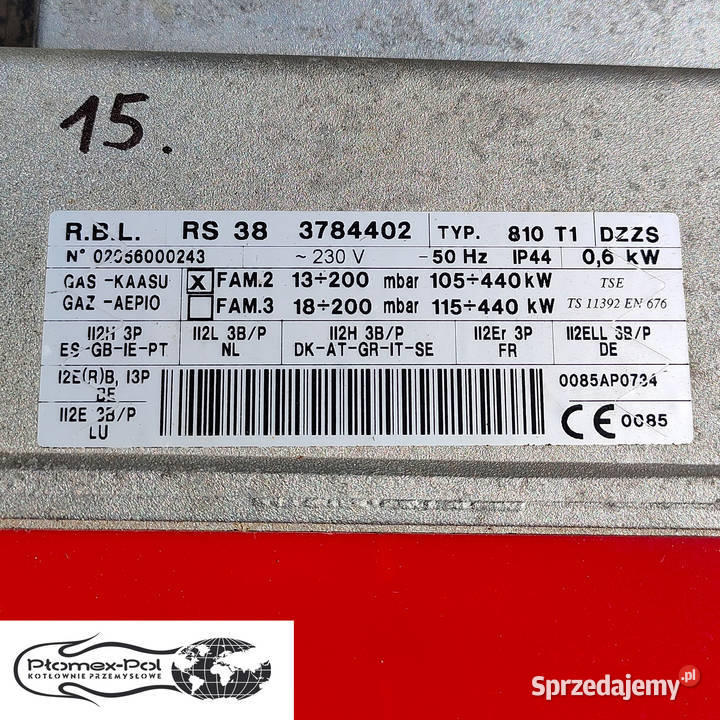 15.
R.B.L. RS 38 3784402 TYP. 810 T1 DZZS
N° 02056000243 ~ 230 V ~ 50 Hz IP44 0,6 kW
GAS -KAASU X FAM.2 13÷200 mbar 105÷440 kW TSE
GAZ -AEPIO FAM.3 18÷200 mbar 115÷440 kW TS 11392 EN 676
II2H 3P II2L 3B/P II2H 3B/P II2Er 3P II2ELL 3B/P
ES-GB-IE-PT NL DK-AT-GR-IT-SE FR DE
I2E(R)B, I3P 0085AP0734
BE
II2E 3B/P CE 0085
LU
Płomex-Pol
KOTŁOWNIE PRZEMYSŁOWE
Sprzedajemy.pl